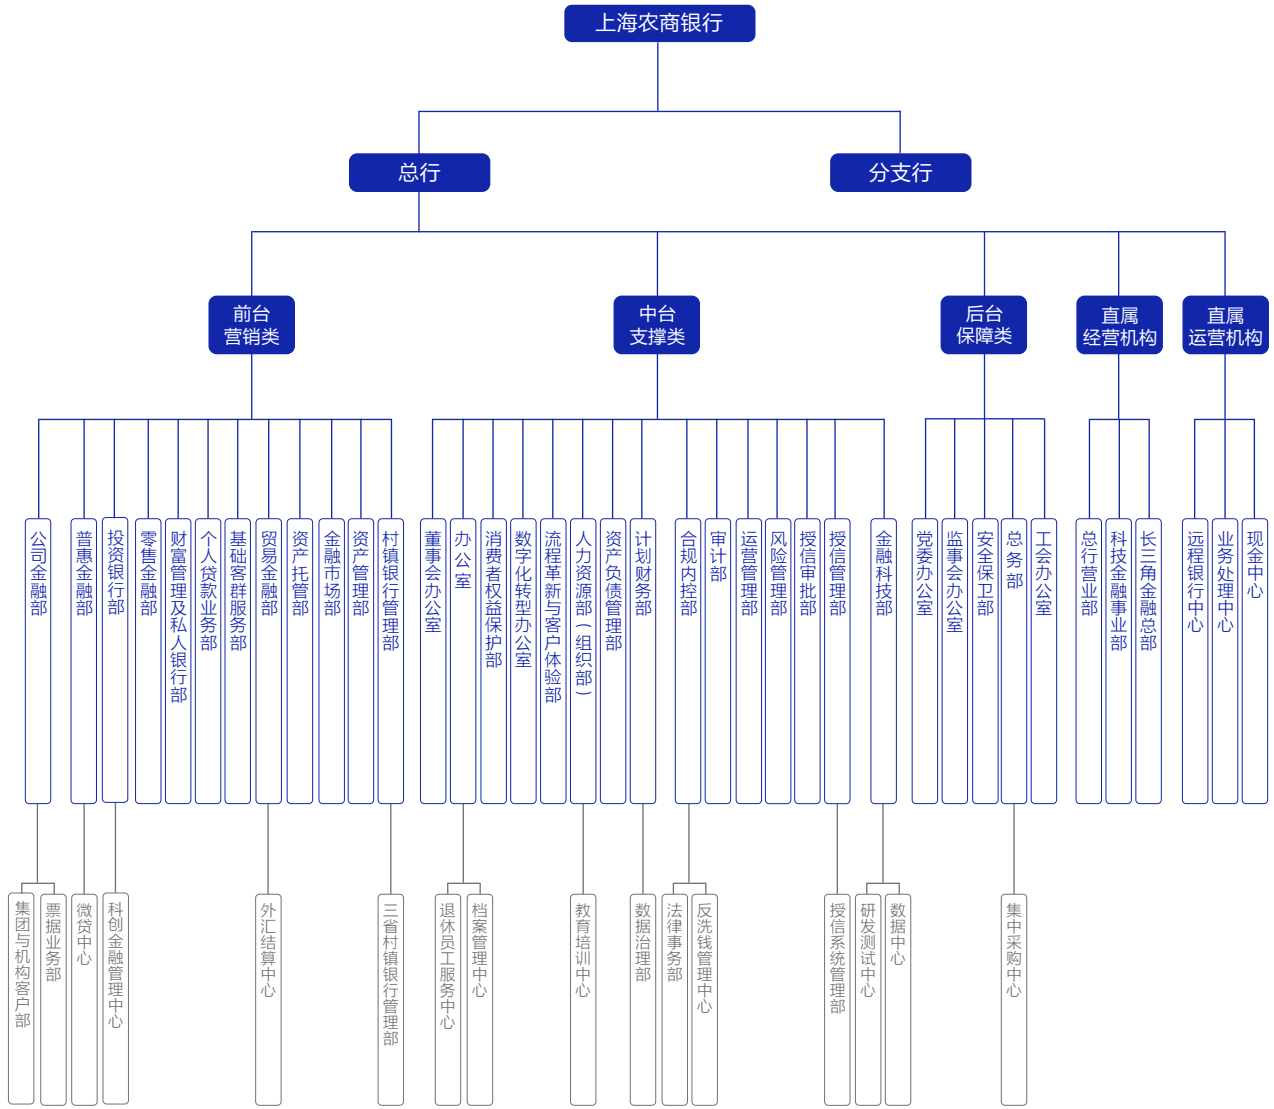 上海农商银行
总行
分支行
前台
营销类
中台
支撑类
后台
保障类
直属
经营机构
直属
运营机构
公司金融部
普惠金融部
投资银行部
零售金融部
财富管理及私人银行部
个人贷款业务部
基础客群服务部
贸易金融部
资产托管部
金融市场部
资产管理部
村镇银行管理部
董事会办公室
办公室
消费者权益保护部
数字化转型办公室
流程革新与客户体验部
人力资源部(组织部)
资产负债管理部
计划财务部
合规内控部
审计部
运营管理部
风险管理部
授信审批部
授信管理部
金融科技部
党委办公室
监事会办公室
安全保卫部
总务部
工会办公室
总行营业部
科技金融事业部
长三角金融总部
远程银行中心
业务处理中心
现金中心
集团与机构客户部
票据业务部
微贷中心
科创金融管理中心
外汇结算中心
三省村镇银行管理部
退休员工服务中心
档案管理中心
教育培训中心
数据治理部
法律事务部
反洗钱管理中心
授信系统管理部
研发测试中心
数据中心
集中采购中心